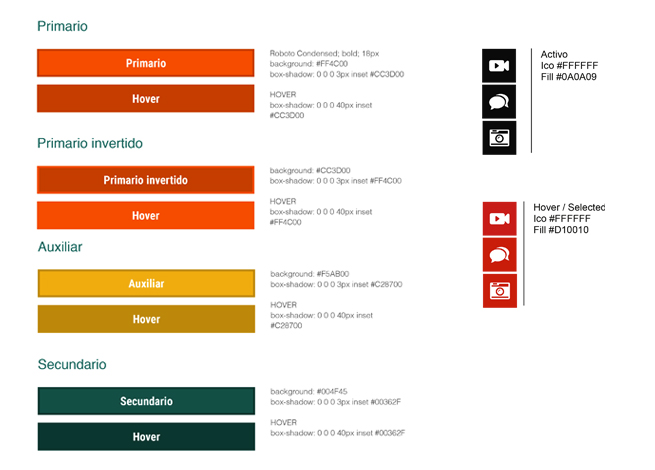 Primario
Primario
Roboto Condensed; bold; 18px
background: #FF4C00
box-shadow: 0 0 0 3px inset #CC3D00
Hover
HOVER
box-shadow: 0 0 0 40px inset
#CC3D00
Primario invertido
Primario invertido
background: #CC3D00
box-shadow: 0 0 0 3px inset #FF4C00
Hover
HOVER
box-shadow: 0 0 0 40px inset
#FF4C00
Auxiliar
Auxiliar
background: #F5AB00
box-shadow: 0 0 0 3px inset #C28700
Hover
HOVER
box-shadow: 0 0 0 40px inset
#C28700
Secundario
Secundario
background: #004F45
box-shadow: 0 0 0 3px inset #00362F
Hover
HOVER
box-shadow: 0 0 0 40px inset #00362F
Activo
Ico #FFFFFF
Fill #0A0A09
Hover / Selected
Ico #FFFFFF
Fill #D10010